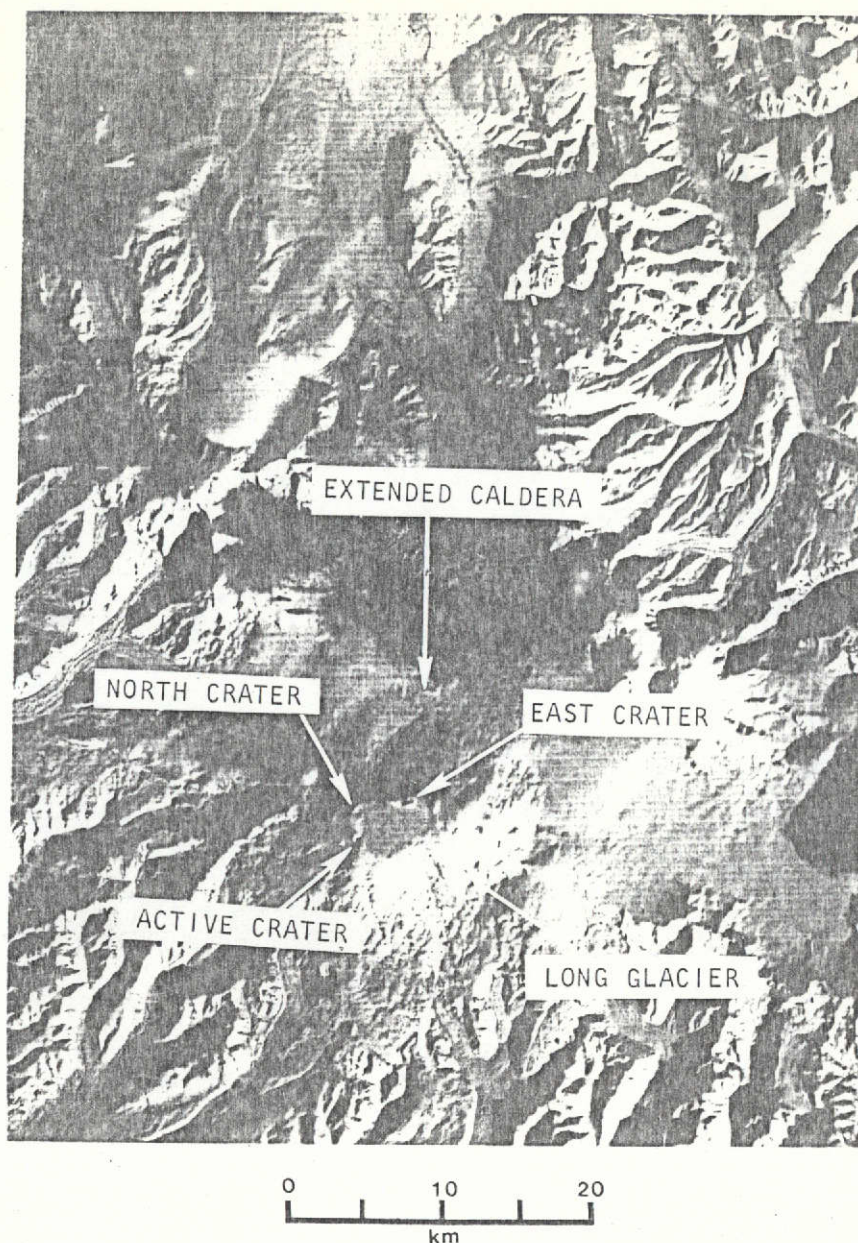 EXTENDED CALDERA
NORTH CRATER
EAST CRATER
ACTIVE CRATER
LONG GLACIER
0 10 20
km